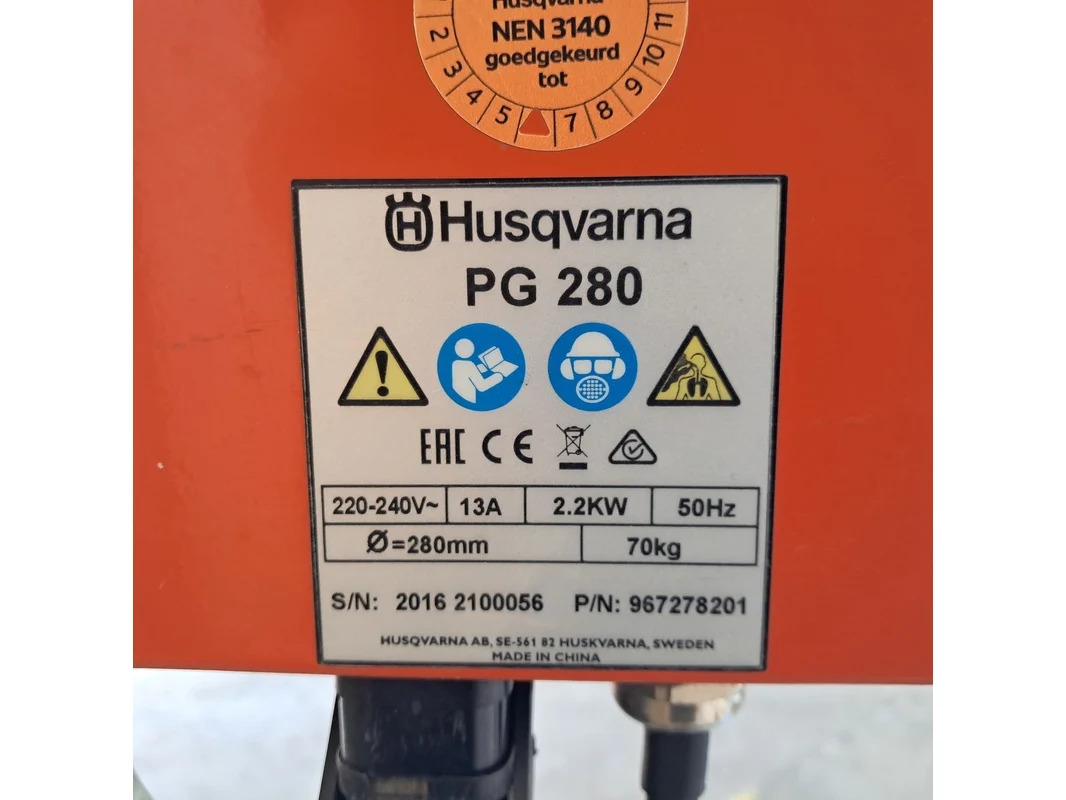 Husqvarna
NEN 3140
goedgekeurd
tot
2 3 4 5 7 8 9 10 11
Husqvarna
PG 280
EAC CE
220-240V~ 13A 2.2KW 50Hz
Ø=280mm 70kg
S/N: 2016 2100056 P/N: 967278201
HUSQVARNA AB, SE-561 82 HUSKVARNA, SWEDEN
MADE IN CHINA